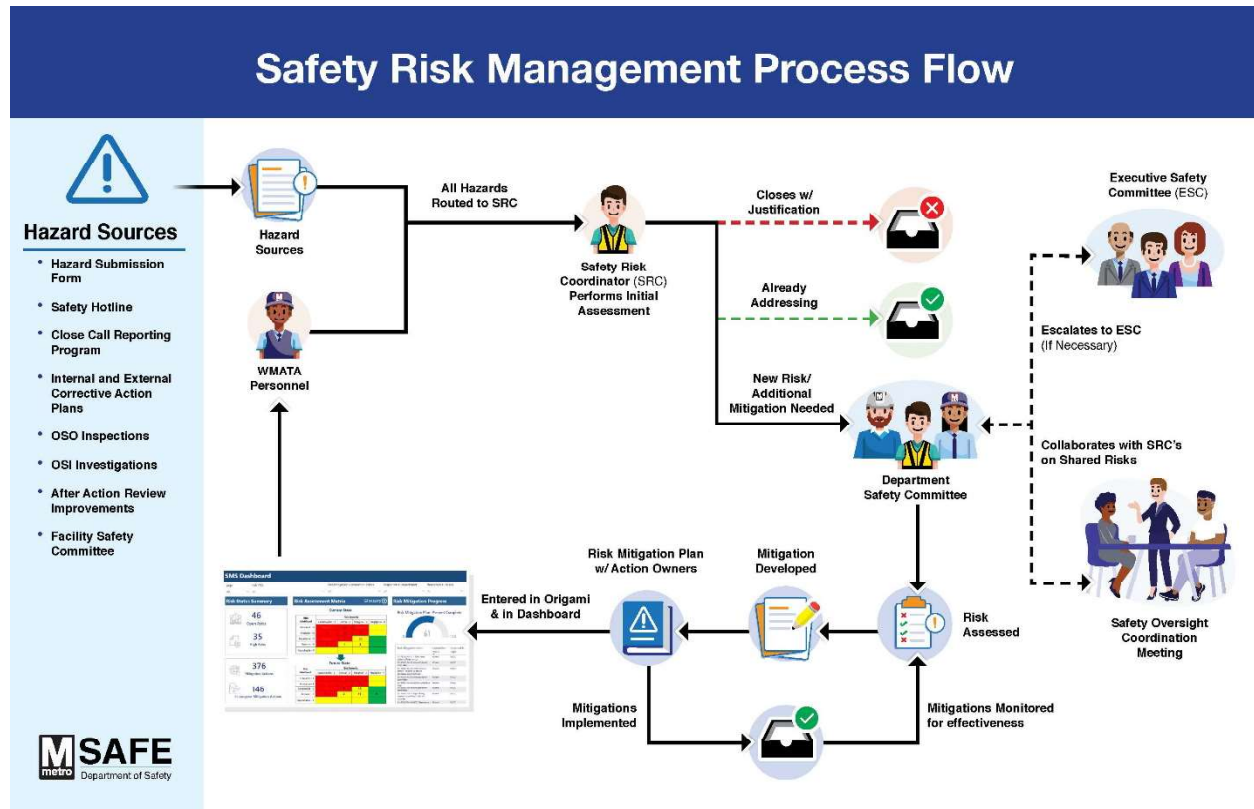 Safety Risk Management Process Flow
Hazard Sources
• Hazard Submission
Form
• Safety Hotline
• Close Call Reporting
Program
• Internal and External
Corrective Action
Plans
• OSO Inspections
• OSI Investigations
• After Action Review
Improvements
• Facility Safety
Committee
M
metro
SAFE
Department of Safety
Hazard
Sources
WMATA
Personnel
All Hazards
Routed to SRC
Safety Risk
Coordinator (SRC)
Performs Initial
Assessment
Closes w/
Justification
Already
Addressing
New Risk/
Additional
Mitigation Needed
Department
Safety Committee
Executive Safety
Committee (ESC)
Escalates to ESC
(If Necessary)
Collaborates with SRC's
on Shared Risks
Safety Oversight
Coordination
Meeting
Risk
Assessed
Mitigation
Developed
Risk Mitigation Plan
w/ Action Owners
Entered in Origami
& in Dashboard
Mitigations
Implemented
Mitigations Monitored
for effectiveness
SMS Dashboard
Risk Status Summary
46
35
376
146
Risk Assessment Matrix
Risk Mitigation Progress